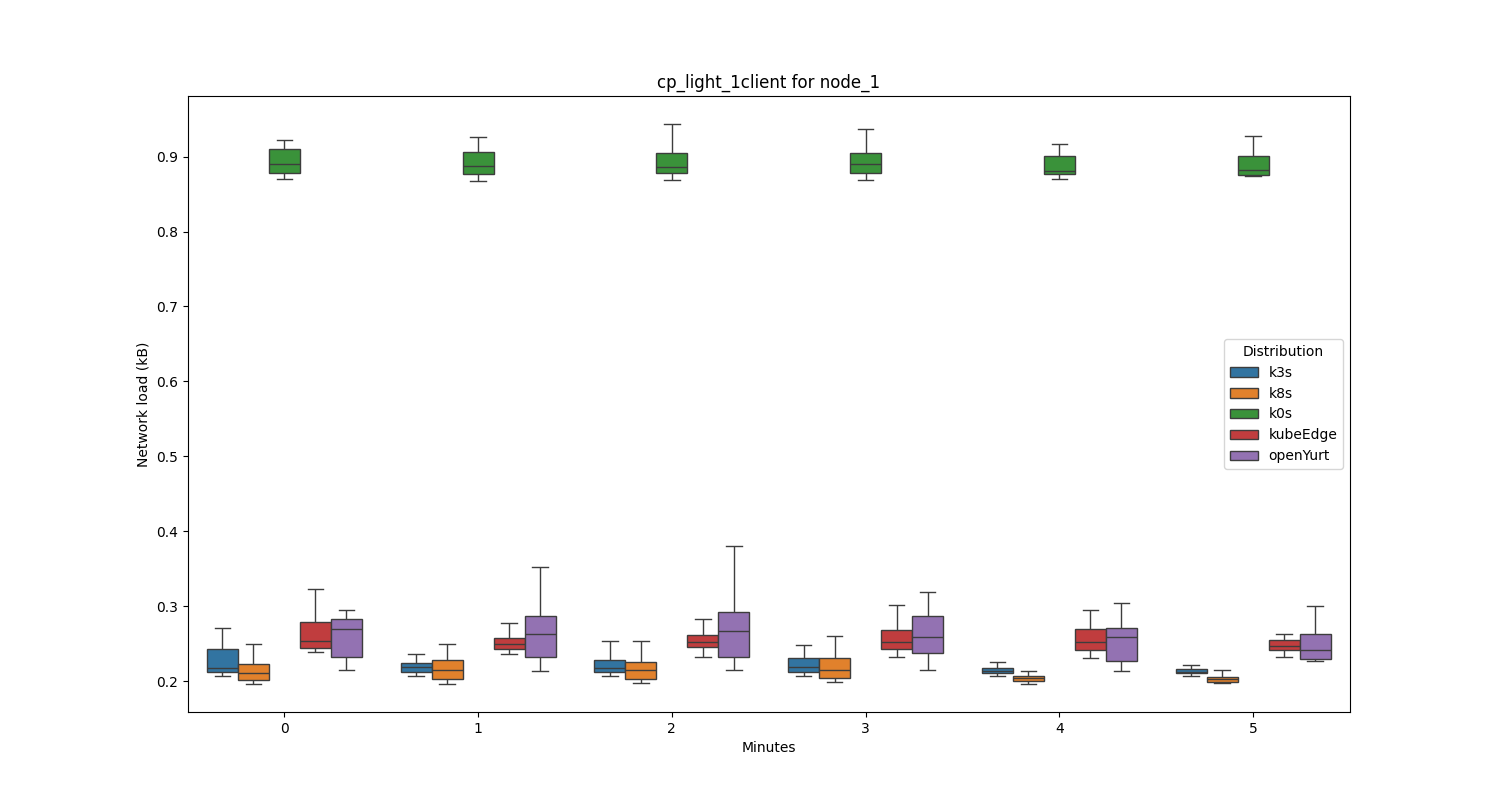 cp_light_1client for node_1
Network load (kB)
0.9
0.8
0.7
0.6
0.5
0.4
0.3
0.2
Distribution
k3s
k8s
k0s
kubeEdge
openYurt
0 1 2 3 4 5
Minutes